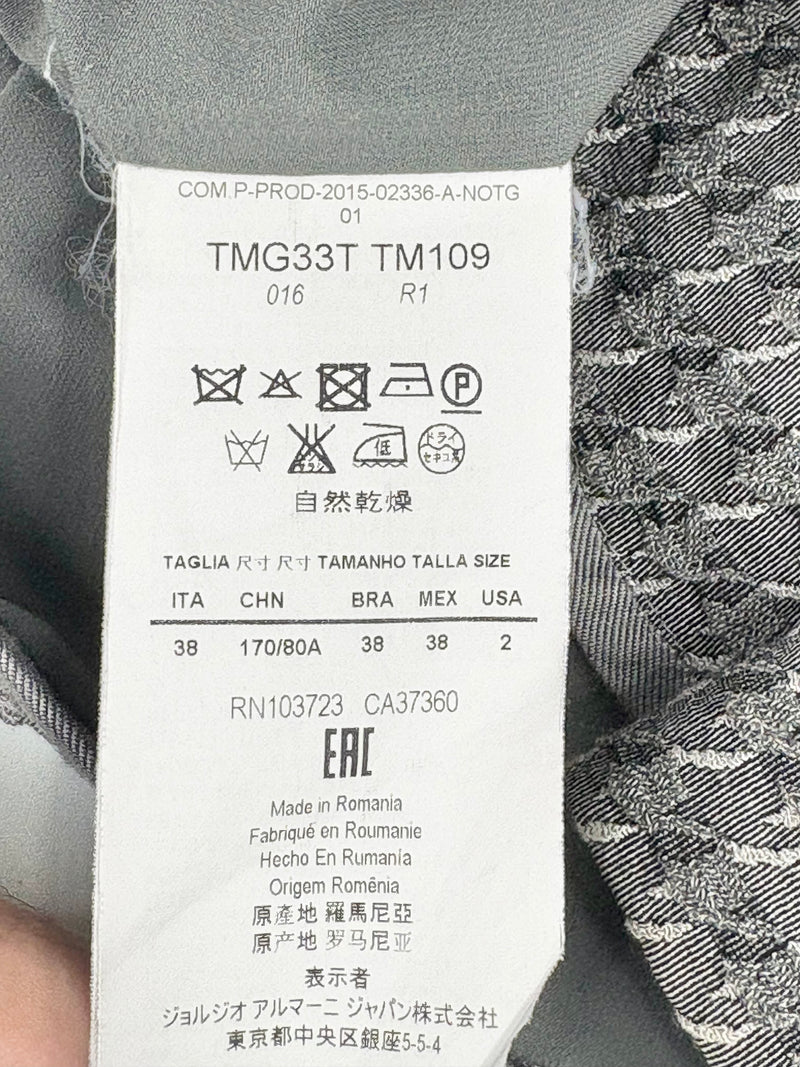 COM.P-PROD-2015-02336-A-NOTG
01
TMG33T TM109
016 R1
P
低 ドライ
自然乾燥
TAGLIA 尺寸 尺寸 TAMANHO TALLA SIZE
ITA CHN BRA MEX USA
38 170/80A 38 38 2
RN103723 CA37360
EAC
Made in Romania
Fabriqué en Roumanie
Hecho En Rumanía
Origem Romênia
原產地 羅馬尼亞
原产地 罗马尼亚
表示者
ジョルジオ アルマーニ ジャパン株式会社
東京都中央区銀座5-5-4